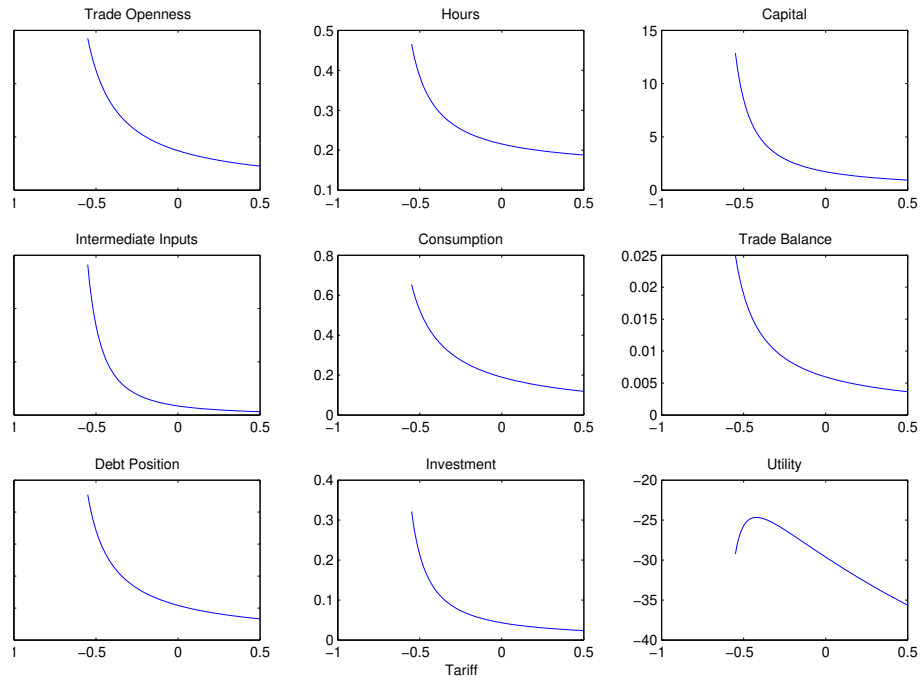 Trade Openness
1 −0.5 0 0.5
Hours
0.5
0.4
0.3
0.2
0.1
−1 −0.5 0 0.5
Capital
15
10
5
0
−1 −0.5 0 0.5
Intermediate Inputs
1 −0.5 0 0.5
Consumption
0.8
0.6
0.4
0.2
0
−1 −0.5 0 0.5
Trade Balance
0.025
0.02
0.015
0.01
0.005
0
−1 −0.5 0 0.5
Debt Position
1 −0.5 0 0.5
Investment
0.4
0.3
0.2
0.1
0
−1 −0.5 0 0.5
Tariff
Utility
−20
−25
−30
−35
−40
−1 −0.5 0 0.5